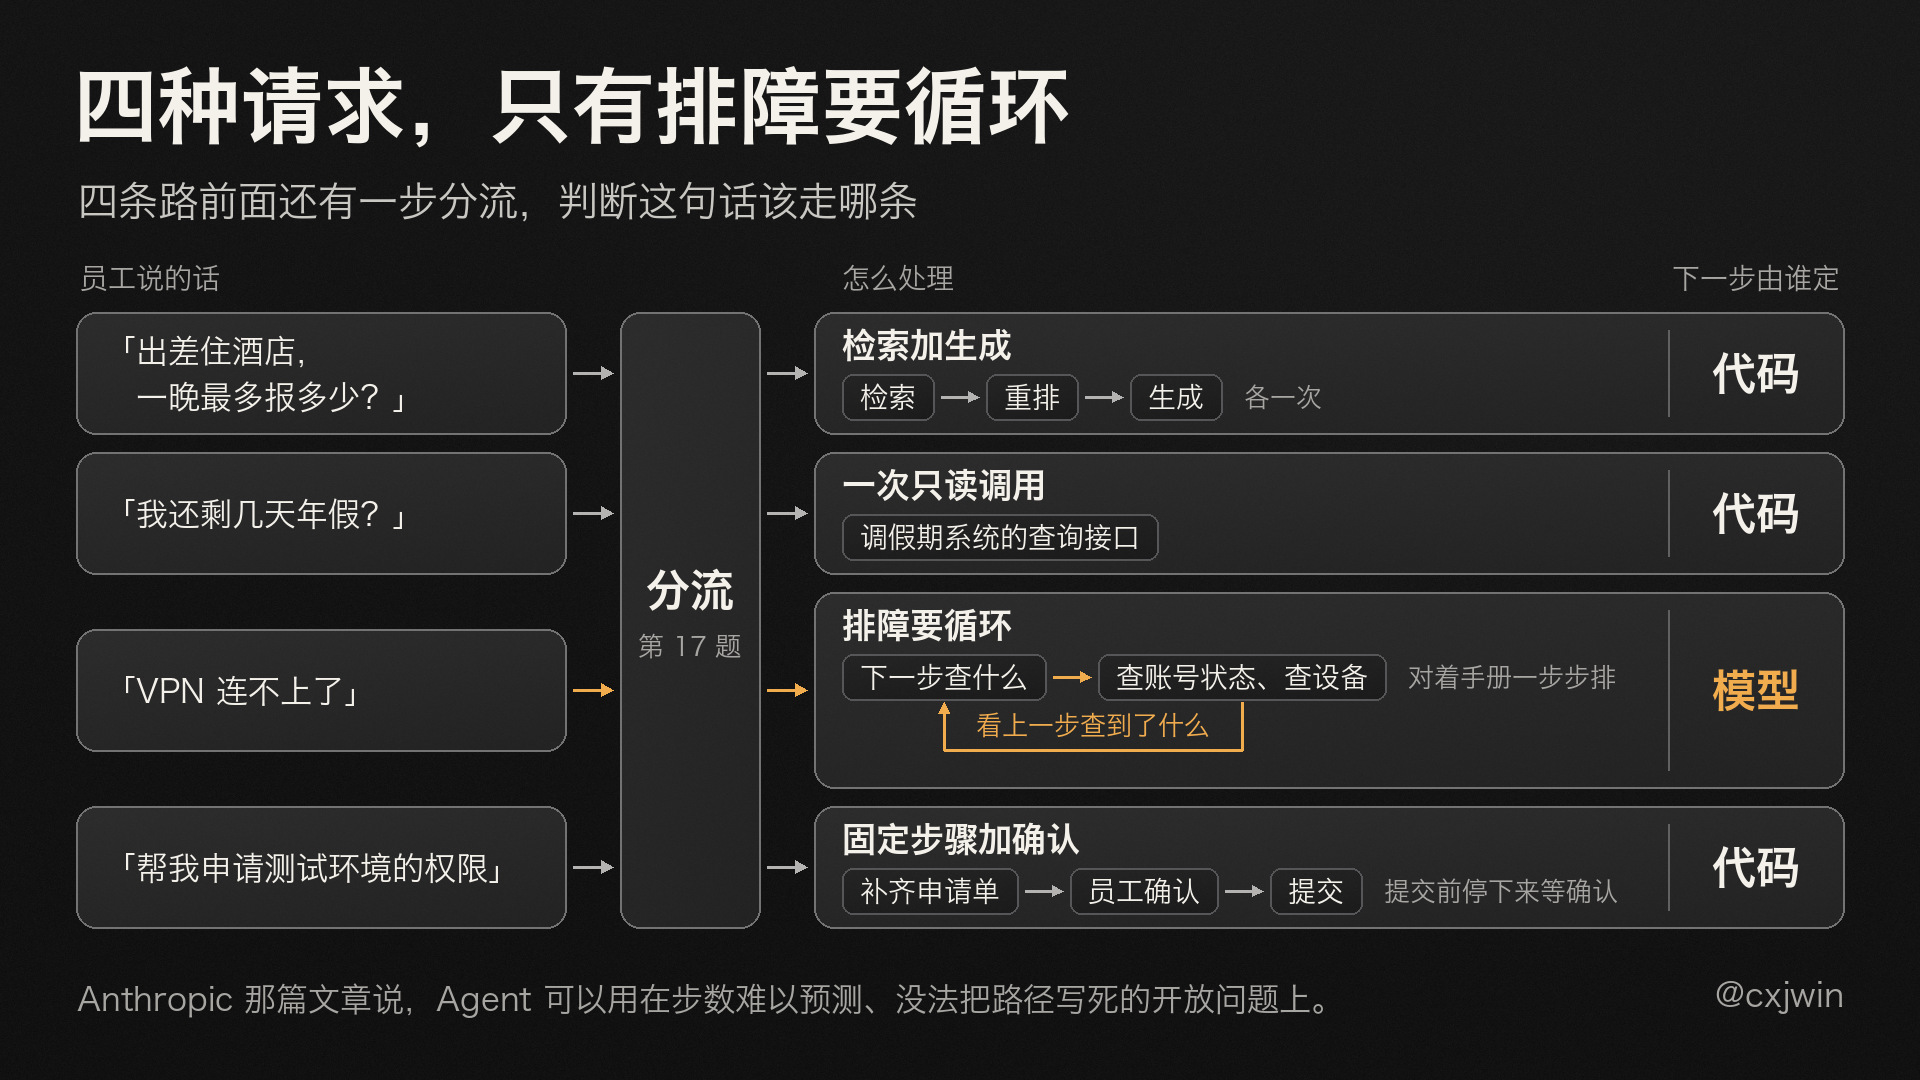 四种请求，只有排障要循环
四条路前面还有一步分流，判断这句话该走哪条
员工说的话
怎么处理
下一步由谁定
「出差住酒店，
一晚最多报多少？」
检索加生成
检索
重排
生成
各一次
代码
「我还剩几天年假？」
一次只读调用
调假期系统的查询接口
代码
分流
第 17 题
「VPN 连不上了」
排障要循环
下一步查什么
查账号状态、查设备
对着手册一步步排
看上一步查到了什么
模型
「帮我申请测试环境的权限」
固定步骤加确认
补齐申请单
员工确认
提交
提交前停下来等确认
代码
Anthropic 那篇文章说，Agent 可以用在步数难以预测、没法把路径写死的开放问题上。
@cxjwin